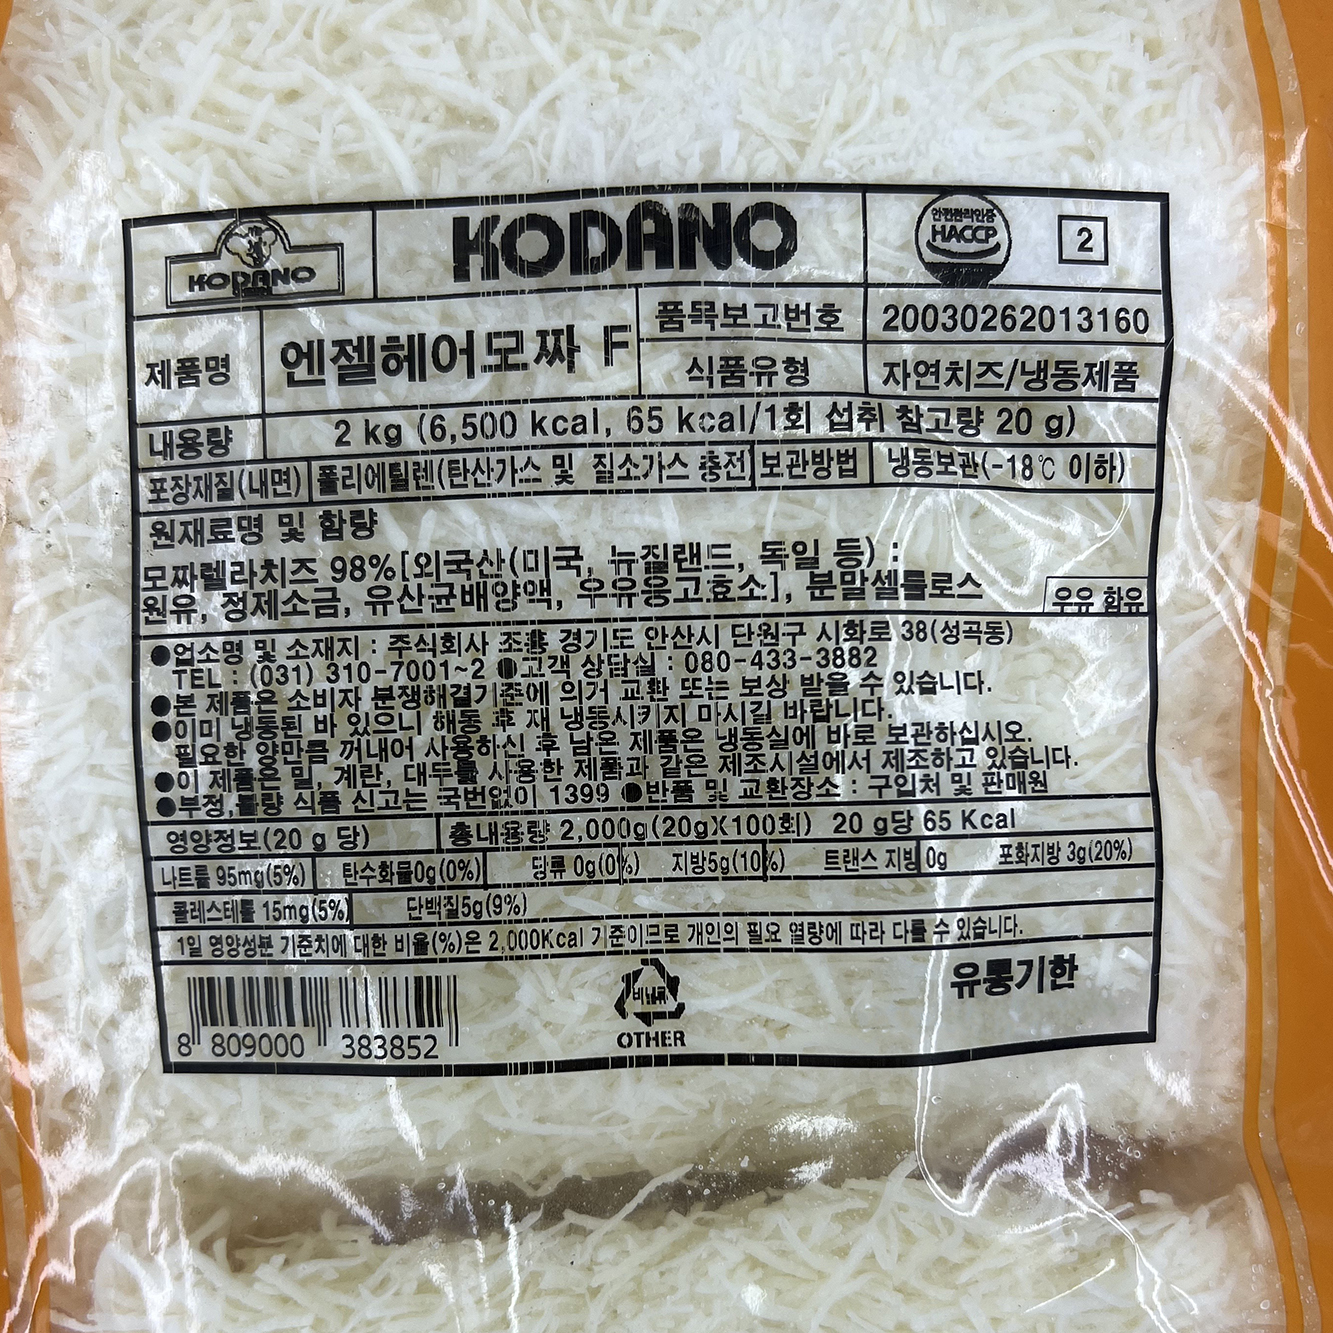 KODANO
KODANO
안전관리인증
HACCP
2
제품명
엔젤헤어모짜 F
품목보고번호
20030262013160
식품유형
자연치즈/냉동제품
내용량
2 kg (6,500 kcal, 65 kcal/1회 섭취 참고량 20 g)
포장재질(내면) 폴리에틸렌(탄산가스 및 질소가스 충전) 보관방법 냉동보관(-18℃ 이하)
원재료명 및 함량
모짜렐라치즈 98%[외국산(미국, 뉴질랜드, 독일 등) :
원유, 정제소금, 유산균배양액, 우유응고효소], 분말셀룰로스
우유 함유
●업소명 및 소재지 : 주식회사 조흥 경기도 안산시 단원구 시화로 38(성곡동)
TEL : (031) 310-7001~2 ●고객 상담실 : 080-433-3882
●본 제품은 소비자 분쟁해결기준에 의거 교환 또는 보상 받을 수 있습니다.
●이미 냉동된 바 있으니 해동 후 재 냉동시키지 마시길 바랍니다.
필요한 양만큼 꺼내어 사용하신 후 남은 제품은 냉동실에 바로 보관하십시오.
●이 제품은 밀, 계란, 대두를 사용한 제품과 같은 제조시설에서 제조하고 있습니다.
●부정,불량 식품 신고는 국번없이 1399 ●반품 및 교환장소 : 구입처 및 판매원
영양정보(20 g 당) 총내용량 2,000g(20gX100회) 20 g당 65 Kcal
나트륨 95mg(5%) 탄수화물0g(0%) 당류 0g(0%) 지방5g(10%) 트랜스 지방 0g 포화지방 3g(20%)
콜레스테롤 15mg(5%) 단백질5g(9%)
1일 영양성분 기준치에 대한 비율(%)은 2,000Kcal 기준이므로 개인의 필요 열량에 따라 다를 수 있습니다.
8 809000 383852
비닐류
OTHER
유통기한